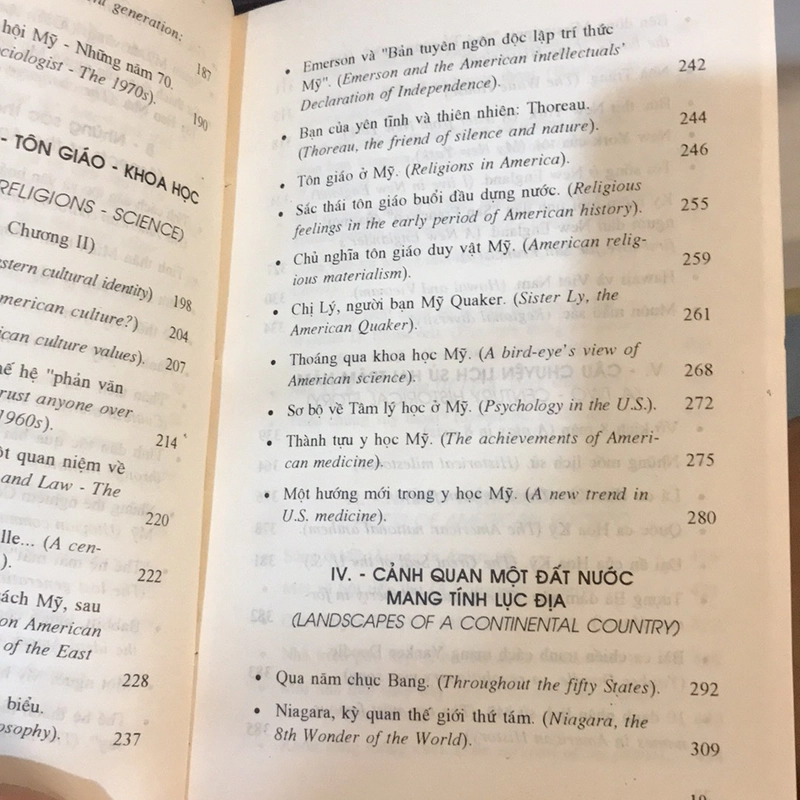 generation:
hội Mỹ - Những năm 70.
ociologist - The 1970s).
187
190
- TÔN GIÁO - KHOA HỌC
RELIGIONS - SCIENCE)
Chương II)
stern cultural identity) 198
merican culture?) 204
ican culture values). 207
hế hệ "phản văn
rust anyone over
1960s). 214
ột quan niệm về
and Law - The
220
lle... (A cen-
). 222
ách Mỹ, sau
on American
of the East
228
biểu.
osophy). 237
• Emerson và "Bản tuyên ngôn độc lập trí thức
Mỹ". (Emerson and the American intellectuals'
Declaration of Independence). 242
• Bạn của yên tĩnh và thiên nhiên: Thoreau.
(Thoreau, the friend of silence and nature). 244
• Tôn giáo ở Mỹ. (Religions in America). 246
• Sắc thái tôn giáo buổi đầu dựng nước. (Religious
feelings in the early period of American history). 255
• Chủ nghĩa tôn giáo duy vật Mỹ. (American relig-
ious materialism). 259
• Chị Lý, người bạn Mỹ Quaker. (Sister Ly, the
American Quaker). 261
• Thoáng qua khoa học Mỹ. (A bird-eye's view of
American science). 268
• Sơ bộ về Tâm lý học ở Mỹ. (Psychology in the U.S.). 272
• Thành tựu y học Mỹ. (The achievements of Ameri-
can medicine). 275
• Một hướng mới trong y học Mỹ. (A new trend in
U.S. medicine). 280
IV. - CẢNH QUAN MỘT ĐẤT NƯỚC
MANG TÍNH LỤC ĐỊA
(LANDSCAPES OF A CONTINENTAL COUNTRY)
• Qua năm chục Bang. (Throughout the fifty States). 292
• Niagara, kỳ quan thế giới thứ tám. (Niagara, the
8th Wonder of the World). 309